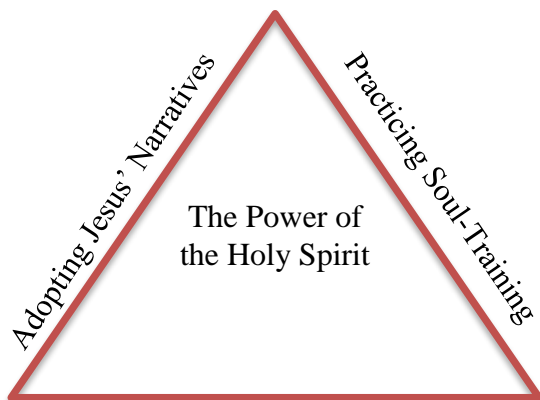 Adopting Jesus’ Narratives
Practicing Soul-Training
The Power of
the Holy Spirit